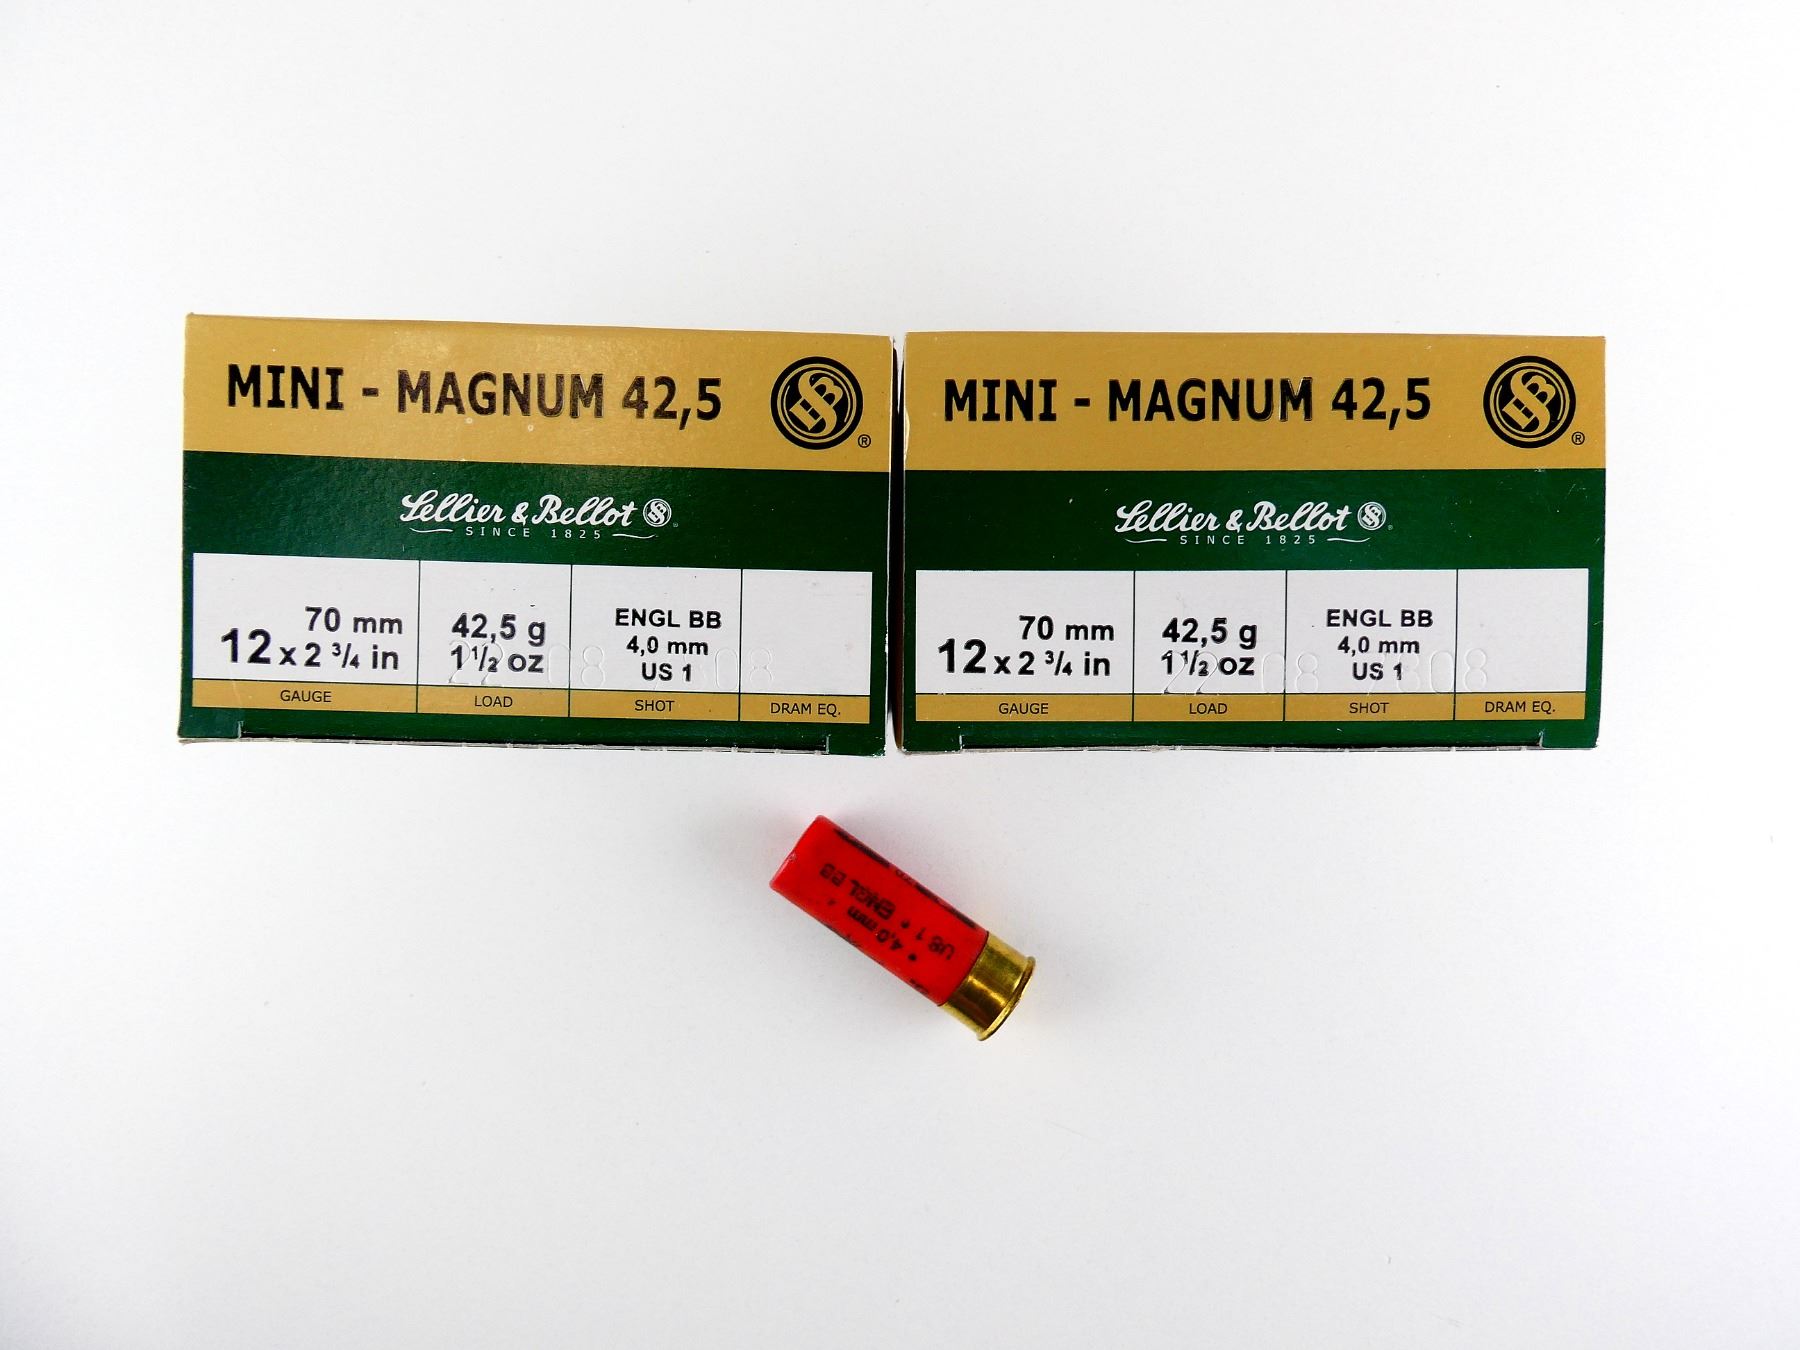 MINI - MAGNUM 42,5
®
Lellier & Bellot
SINCE 1825
70 mm
12 x 2 3/4 in
GAUGE
42,5 g
1 1/2 oz
LOAD
ENGL BB
4,0 mm
US 1
SHOT
DRAM EQ.
MINI - MAGNUM 42,5
®
Lellier & Bellot
SINCE 1825
70 mm
12 x 2 3/4 in
GAUGE
42,5 g
1 1/2 oz
LOAD
ENGL BB
4,0 mm
US 1
SHOT
DRAM EQ.
ENGL BB
4,0 mm
US 1